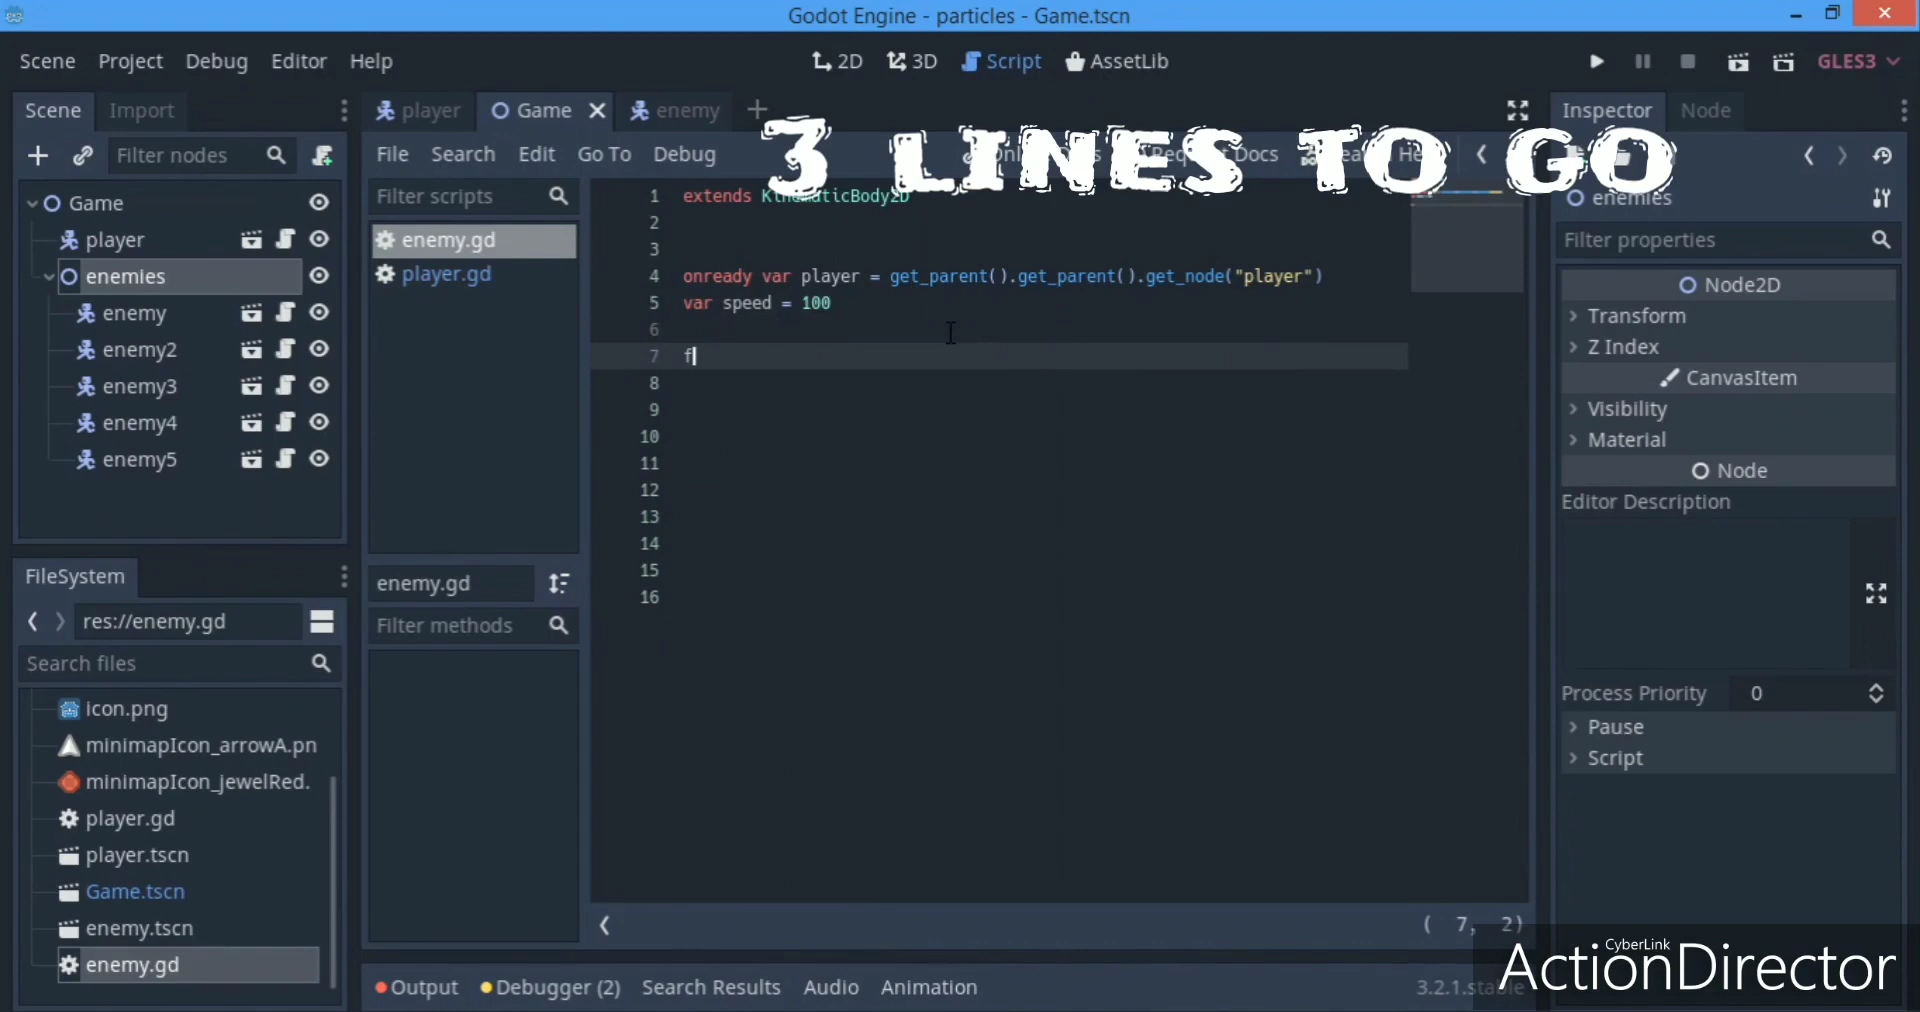 Godot Engine - particles - Game.tscn
Scene Project Debug Editor Help
2D 3D Script AssetLib
GLES3
Scene Import
player Game enemy
Inspector Node
3 LINES TO GO
Filter nodes
File Search Edit Go To Debug
Game
player
enemies
enemy
enemy2
enemy3
enemy4
enemy5
Filter scripts
enemy.gd
player.gd
enemy.gd
Filter methods
1 extends KinematicBody2D
2
3
4 onready var player = get_parent().get_parent().get_node("player")
5 var speed = 100
6
7 f
8
9
10
11
12
13
14
15
16
( 7, 2)
enemies
Filter properties
Node2D
Transform
Z Index
CanvasItem
Visibility
Material
Node
Editor Description
Process Priority 0
Pause
Script
FileSystem
res://enemy.gd
Search files
icon.png
minimapIcon_arrowA.pn
minimapIcon_jewelRed.
player.gd
player.tscn
Game.tscn
enemy.tscn
enemy.gd
Output Debugger (2) Search Results Audio Animation
3.2.1.stable
CyberLink
ActionDirector